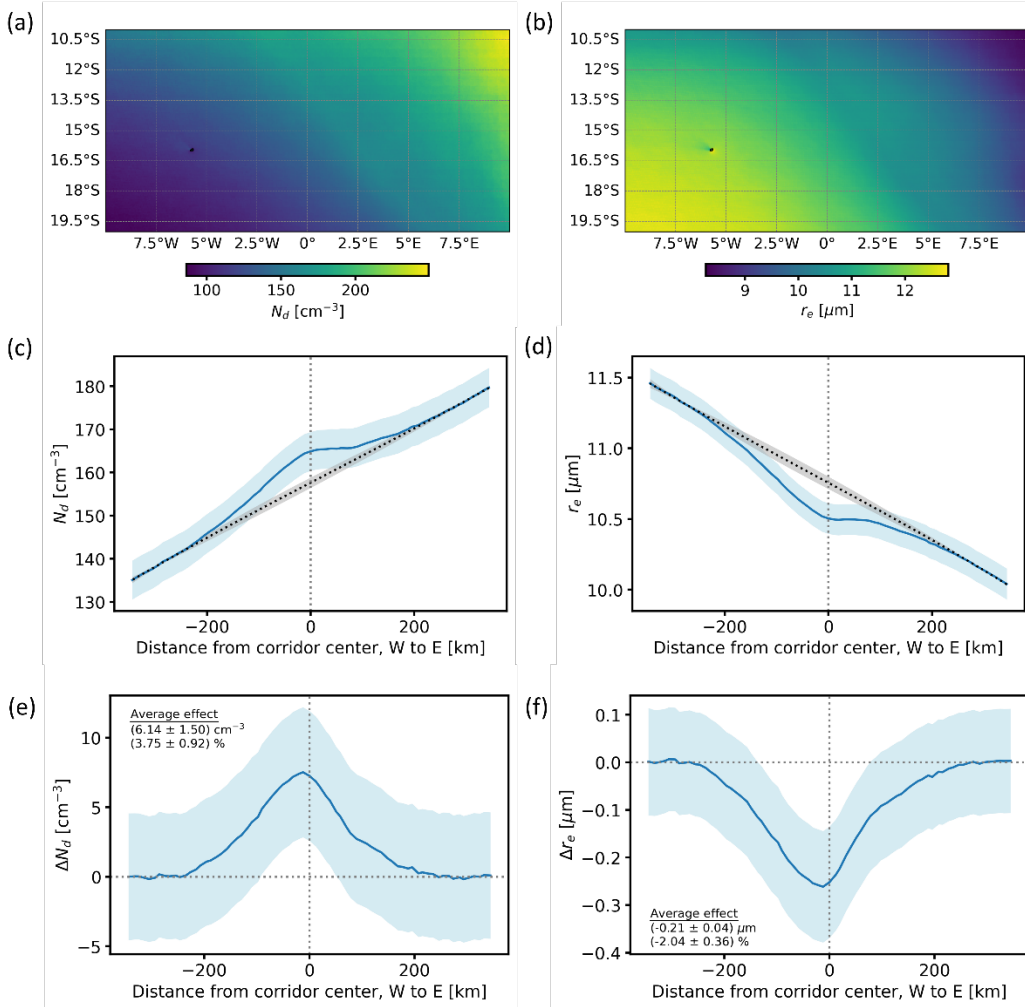 (a)
10.5°S
12°S
13.5°S
15°S
16.5°S
18°S
19.5°S
7.5°W 5°W 2.5°W 0° 2.5°E 5°E 7.5°E
100 150 200
N_d [cm⁻³]
(b)
10.5°S
12°S
13.5°S
15°S
16.5°S
18°S
19.5°S
7.5°W 5°W 2.5°W 0° 2.5°E 5°E 7.5°E
9 10 11 12
r_e [μm]
(c)
N_d [cm⁻³]
180
170
160
150
140
130
−200 0 200
Distance from corridor center, W to E [km]
(d)
r_e [μm]
11.5
11.0
10.5
10.0
−200 0 200
Distance from corridor center, W to E [km]
(e)
ΔN_d [cm⁻³]
10
5
0
−5
Average effect
(6.14 ± 1.50) cm⁻³
(3.75 ± 0.92) %
−200 0 200
Distance from corridor center, W to E [km]
(f)
Δr_e [μm]
0.1
0.0
−0.1
−0.2
−0.3
−0.4
Average effect
(-0.21 ± 0.04) μm
(-2.04 ± 0.36) %
−200 0 200
Distance from corridor center, W to E [km]